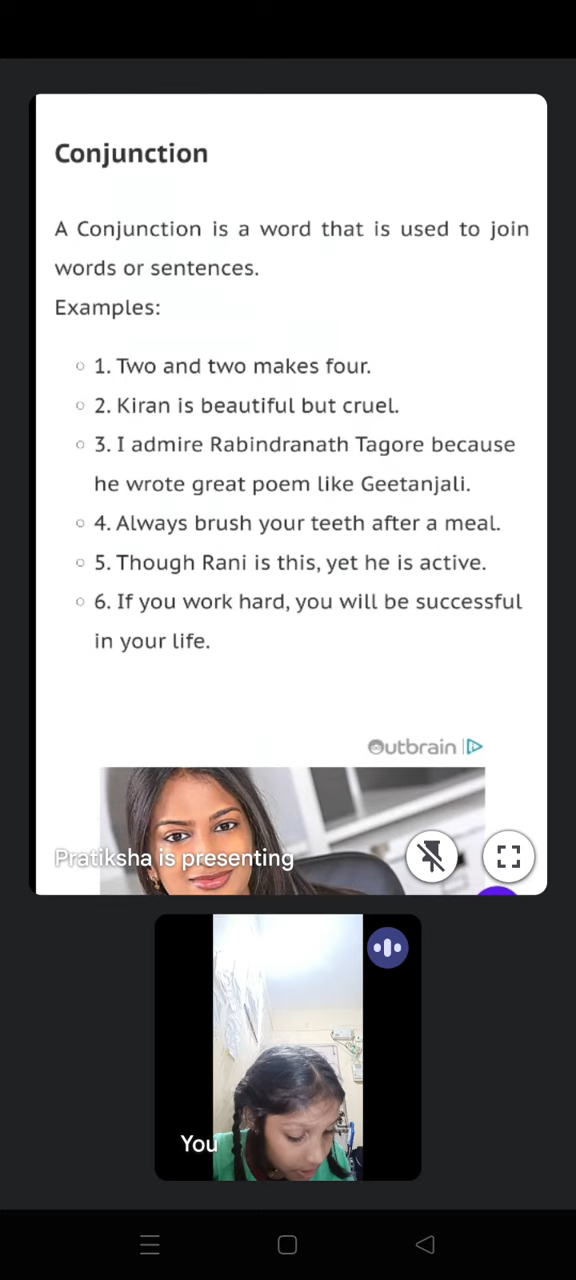 Conjunction
A Conjunction is a word that is used to join
words or sentences.
Examples:
1. Two and two makes four.
2. Kiran is beautiful but cruel.
3. I admire Rabindranath Tagore because
he wrote great poem like Geetanjali.
4. Always brush your teeth after a meal.
5. Though Rani is this, yet he is active.
6. If you work hard, you will be successful
in your life.
Outbrain
Pratiksha is presenting
You